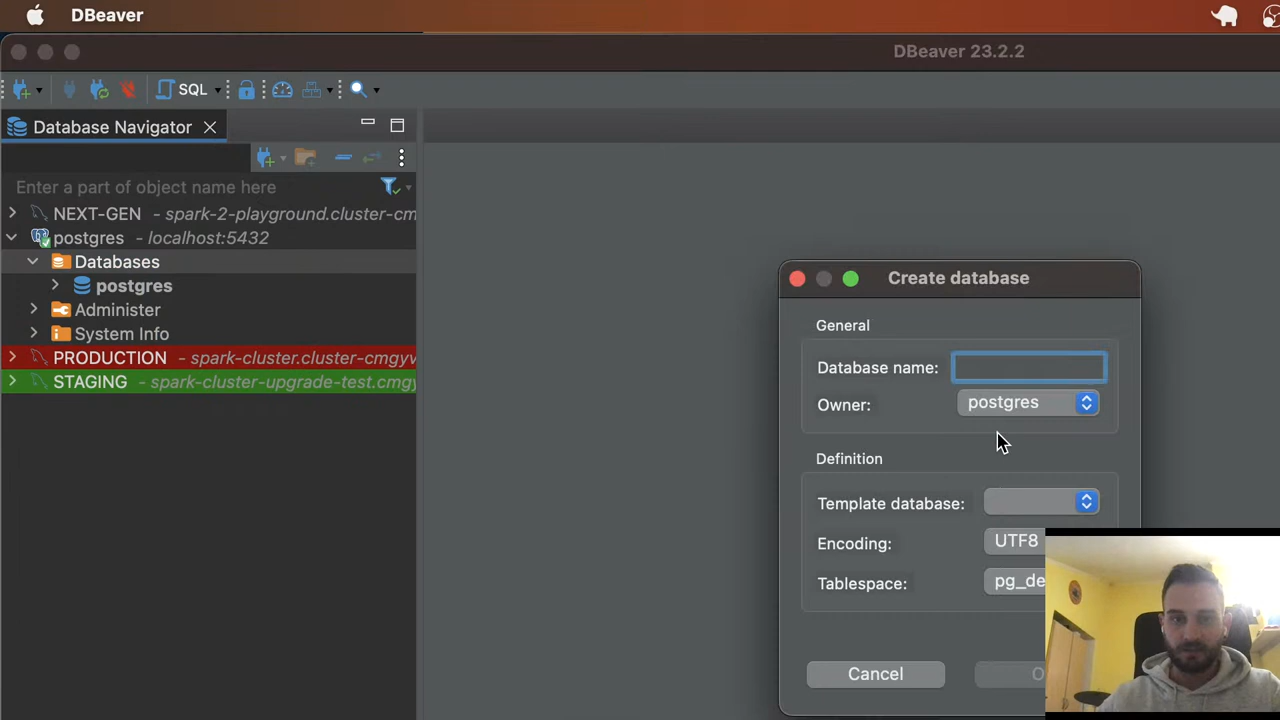 DBeaver
DBeaver 23.2.2
SQL
Database Navigator
Enter a part of object name here
NEXT-GEN - spark-2-playground.cluster-cm
postgres - localhost:5432
Databases
postgres
Administer
System Info
PRODUCTION - spark-cluster.cluster-cmgyv
STAGING - spark-cluster-upgrade-test.cmgy
Create database
General
Database name:
Owner: postgres
Definition
Template database:
Encoding: UTF8
Tablespace: pg_de
Cancel O